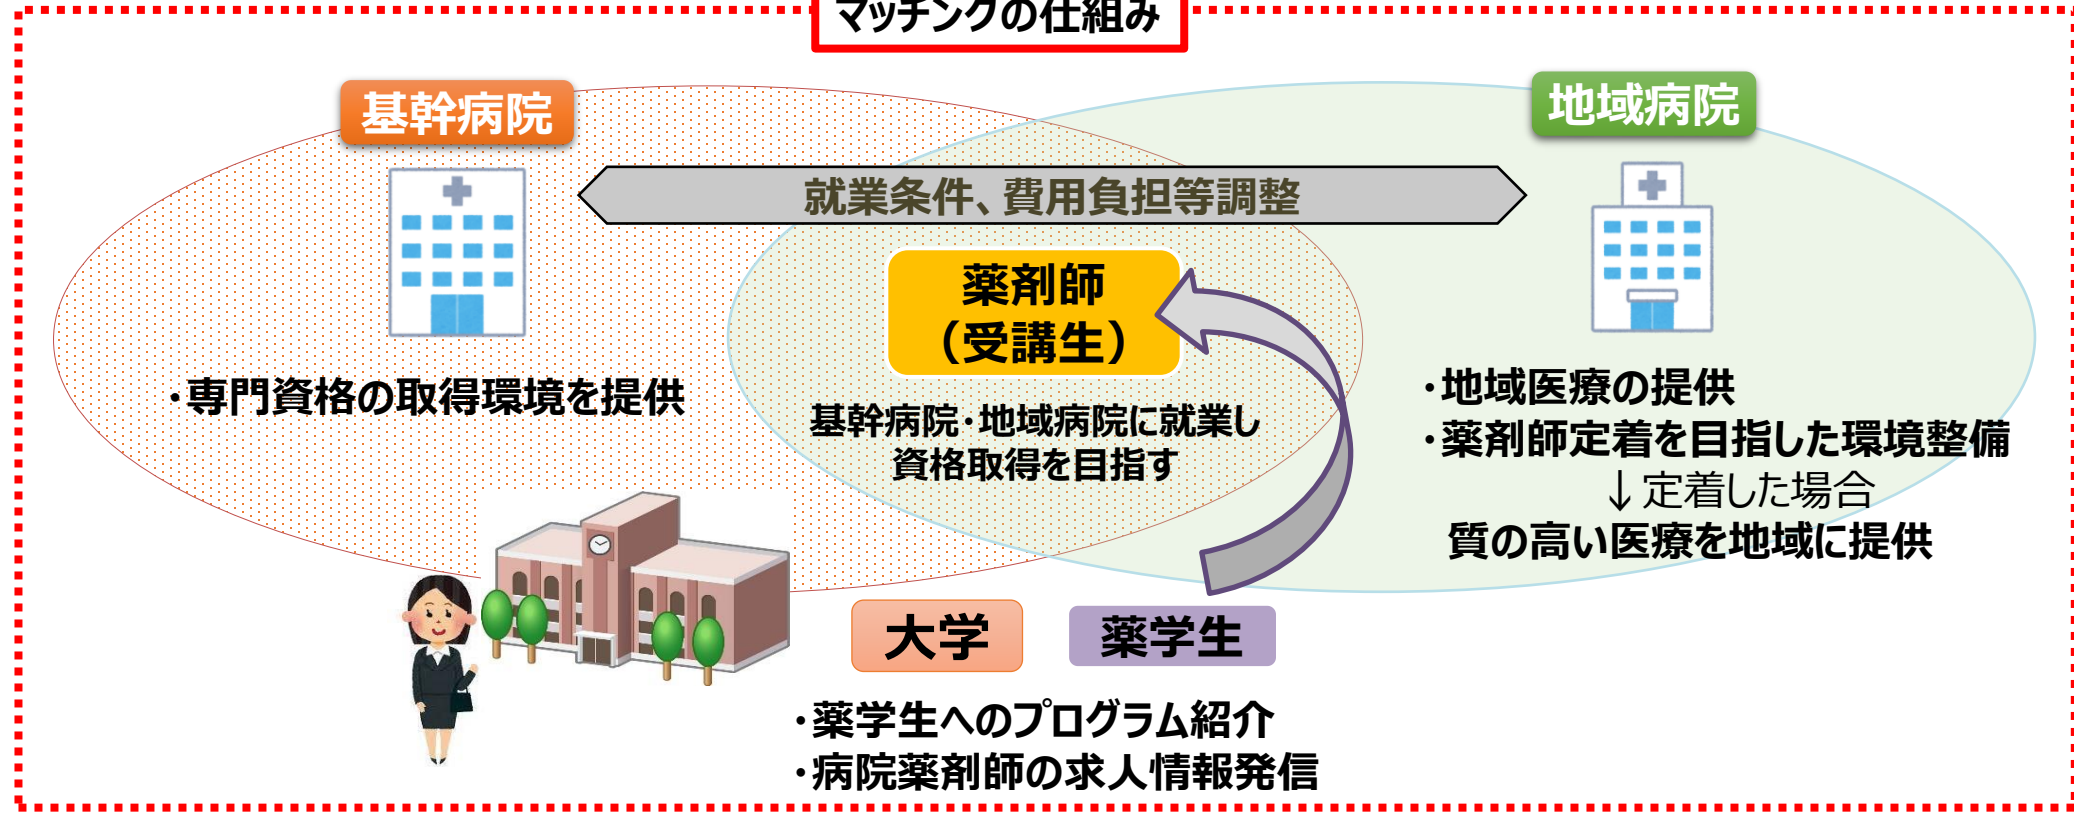 マッチングの仕組み
基幹病院
地域病院
就業条件、費用負担等調整
薬剤師
（受講生）
・専門資格の取得環境を提供
基幹病院・地域病院に就業し
資格取得を目指す
・地域医療の提供
・薬剤師定着を目指した環境整備
↓定着した場合
質の高い医療を地域に提供
大学
薬学生
・薬学生へのプログラム紹介
・病院薬剤師の求人情報発信